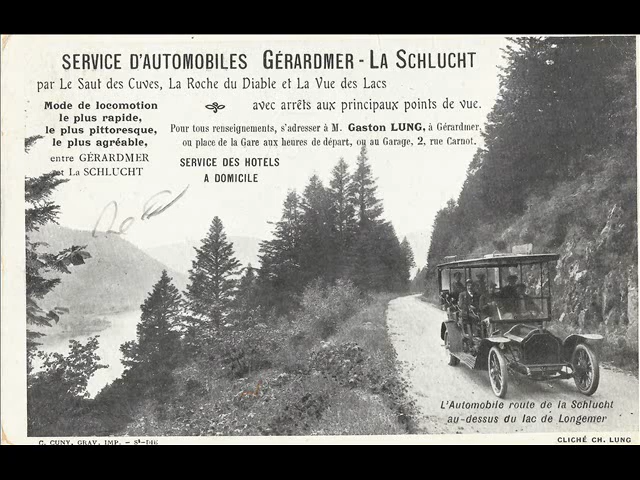 SERVICE D'AUTOMOBILES GÉRARDMER - LA SCHLUCHT
par Le Saut des Cuves, La Roche du Diable et La Vue des Lacs
avec arrêts aux principaux points de vue.
Mode de locomotion
le plus rapide,
le plus pittoresque,
le plus agréable,
entre GÉRARDMER
et LA SCHLUCHT
Pour tous renseignements, s'adresser à M. Gaston LUNG, à Gérardmer,
ou place de la Gare aux heures de départ, ou au Garage, 2, rue Carnot.
SERVICE DES HOTELS
A DOMICILE
L'Automobile route de la Schlucht
au-dessus du lac de Longemer
C. CUNY, GRAV. IMP. - St-DIÉ
CLICHÉ CH. LUNG